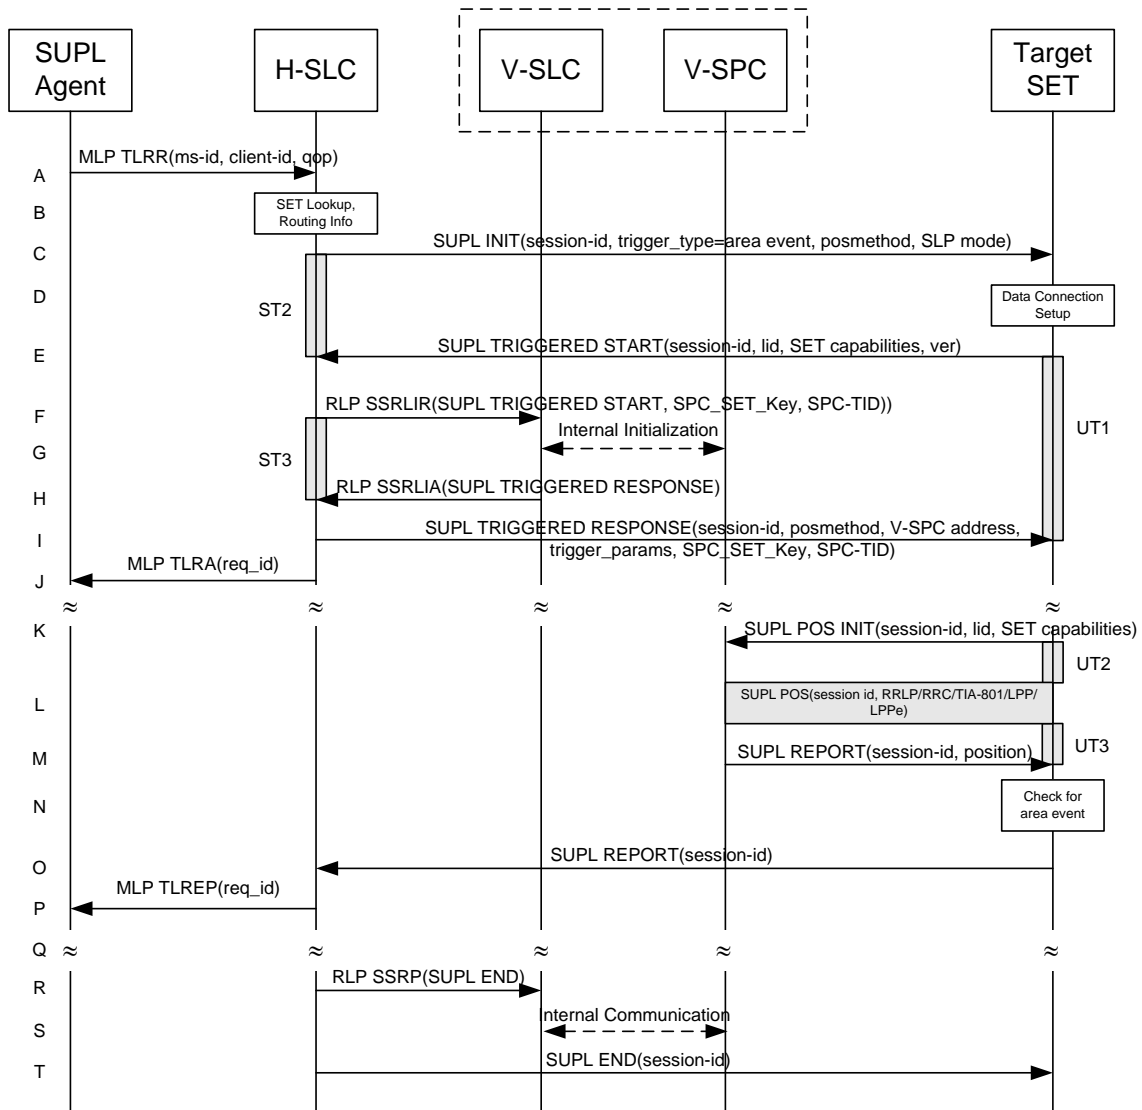 SUPL
Agent
H-SLC
V-SLC
V-SPC
Target
SET
MLP TLRR(ms-id, client-id, qop)
A
B
SET Lookup,
Routing Info
SUPL INIT(session-id, trigger_type=area event, posmethod, SLP mode)
C
D
ST2
Data Connection
Setup
SUPL TRIGGERED START(session-id, lid, SET capabilities, ver)
E
RLP SSRLIR(SUPL TRIGGERED START, SPC_SET_Key, SPC-TID))
F
Internal Initialization
UT1
G
ST3
RLP SSRLIA(SUPL TRIGGERED RESPONSE)
H
SUPL TRIGGERED RESPONSE(session-id, posmethod, V-SPC address,
trigger_params, SPC_SET_Key, SPC-TID)
I
MLP TLRA(req_id)
J
≈ ≈ ≈ ≈ ≈
K
SUPL POS INIT(session-id, lid, SET capabilities)
UT2
L
SUPL POS(session id, RRLP/RRC/TIA-801/LPP/
LPPe)
UT3
M
SUPL REPORT(session-id, position)
N
Check for
area event
SUPL REPORT(session-id)
O
MLP TLREP(req_id)
P
Q ≈ ≈ ≈ ≈ ≈
RLP SSRP(SUPL END)
R
Internal Communication
S
SUPL END(session-id)
T